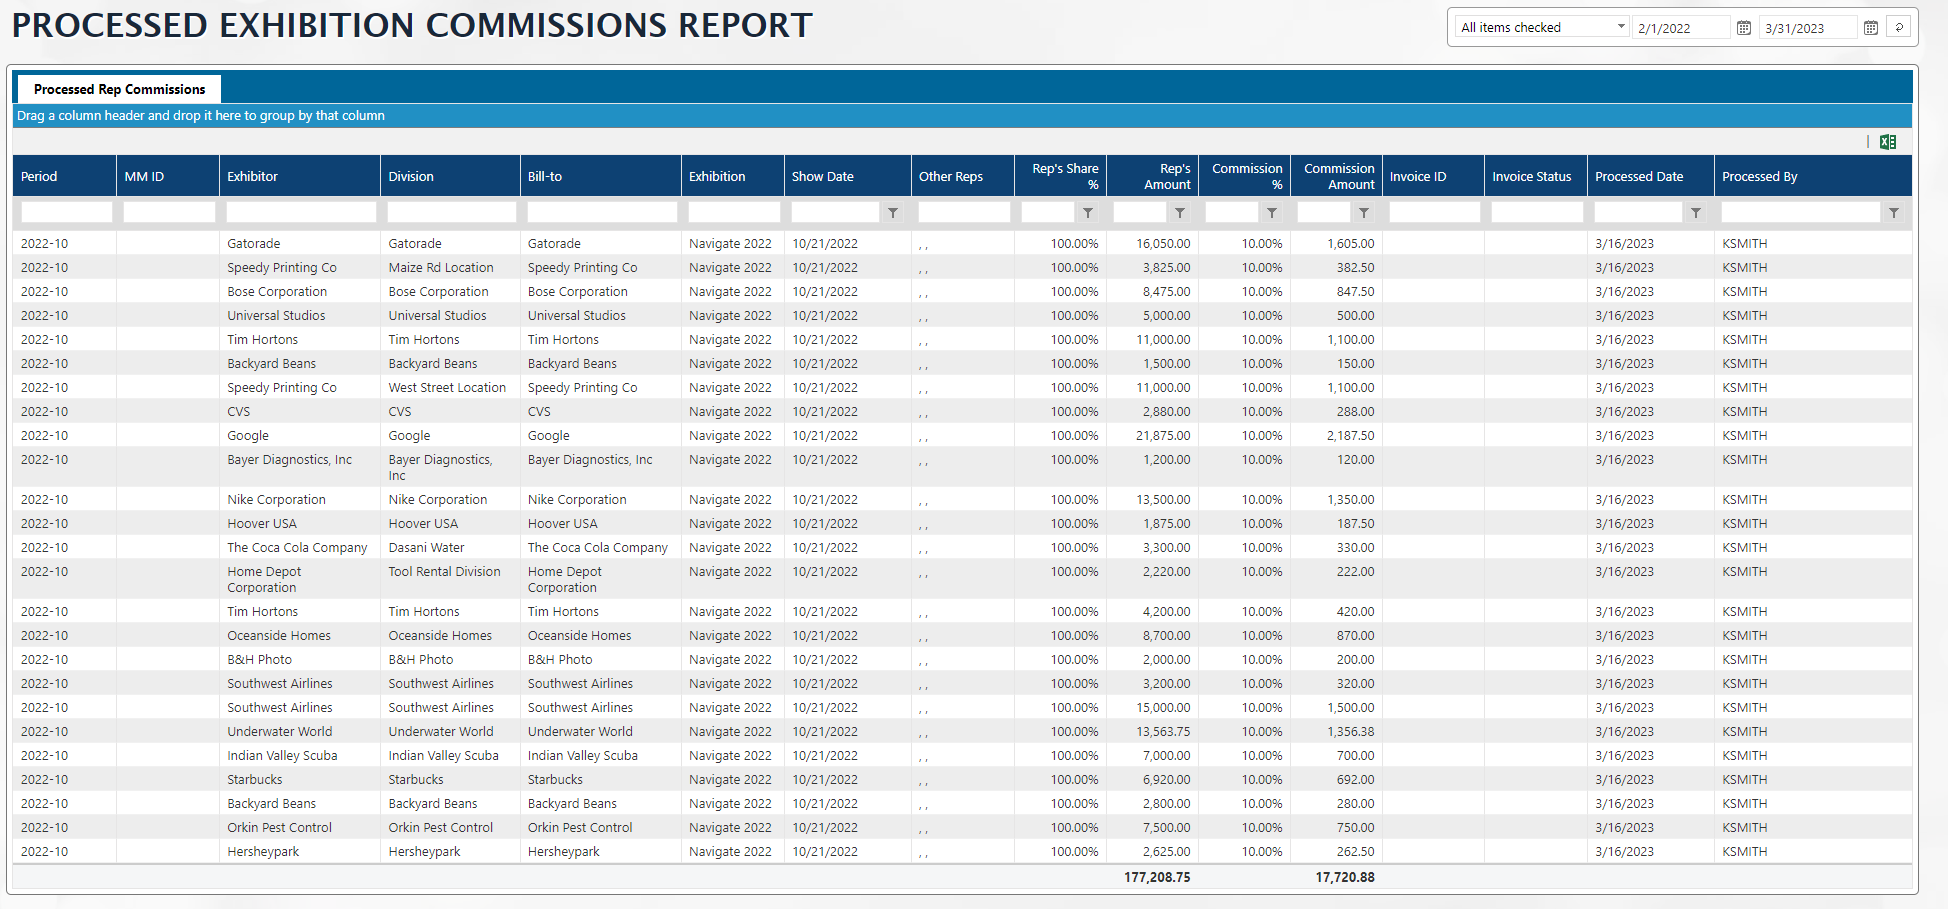 PROCESSED EXHIBITION COMMISSIONS REPORT
All items checked 2/1/2022 3/31/2023
Processed Rep Commissions
Drag a column header and drop it here to group by that column
Period MM ID Exhibitor Division Bill-to Exhibition Show Date Other Reps Rep's Share % Rep's Amount Commission % Commission Amount Invoice ID Invoice Status Processed Date Processed By
2022-10 Gatorade Gatorade Gatorade Navigate 2022 10/21/2022 , , 100.00% 16,050.00 10.00% 1,605.00 3/16/2023 KSMITH
2022-10 Speedy Printing Co Maize Rd Location Speedy Printing Co Navigate 2022 10/21/2022 , , 100.00% 3,825.00 10.00% 382.50 3/16/2023 KSMITH
2022-10 Bose Corporation Bose Corporation Bose Corporation Navigate 2022 10/21/2022 , , 100.00% 8,475.00 10.00% 847.50 3/16/2023 KSMITH
2022-10 Universal Studios Universal Studios Universal Studios Navigate 2022 10/21/2022 , , 100.00% 5,000.00 10.00% 500.00 3/16/2023 KSMITH
2022-10 Tim Hortons Tim Hortons Tim Hortons Navigate 2022 10/21/2022 , , 100.00% 11,000.00 10.00% 1,100.00 3/16/2023 KSMITH
2022-10 Backyard Beans Backyard Beans Backyard Beans Navigate 2022 10/21/2022 , , 100.00% 1,500.00 10.00% 150.00 3/16/2023 KSMITH
2022-10 Speedy Printing Co West Street Location Speedy Printing Co Navigate 2022 10/21/2022 , , 100.00% 11,000.00 10.00% 1,100.00 3/16/2023 KSMITH
2022-10 CVS CVS CVS Navigate 2022 10/21/2022 , , 100.00% 2,880.00 10.00% 288.00 3/16/2023 KSMITH
2022-10 Google Google Google Navigate 2022 10/21/2022 , , 100.00% 21,875.00 10.00% 2,187.50 3/16/2023 KSMITH
2022-10 Bayer Diagnostics, Inc Bayer Diagnostics, Inc Bayer Diagnostics, Inc Navigate 2022 10/21/2022 , , 100.00% 1,200.00 10.00% 120.00 3/16/2023 KSMITH
2022-10 Nike Corporation Nike Corporation Nike Corporation Navigate 2022 10/21/2022 , , 100.00% 13,500.00 10.00% 1,350.00 3/16/2023 KSMITH
2022-10 Hoover USA Hoover USA Hoover USA Navigate 2022 10/21/2022 , , 100.00% 1,875.00 10.00% 187.50 3/16/2023 KSMITH
2022-10 The Coca Cola Company Dasani Water The Coca Cola Company Navigate 2022 10/21/2022 , , 100.00% 3,300.00 10.00% 330.00 3/16/2023 KSMITH
2022-10 Home Depot Corporation Tool Rental Division Home Depot Corporation Navigate 2022 10/21/2022 , , 100.00% 2,220.00 10.00% 222.00 3/16/2023 KSMITH
2022-10 Tim Hortons Tim Hortons Tim Hortons Navigate 2022 10/21/2022 , , 100.00% 4,200.00 10.00% 420.00 3/16/2023 KSMITH
2022-10 Oceanside Homes Oceanside Homes Oceanside Homes Navigate 2022 10/21/2022 , , 100.00% 8,700.00 10.00% 870.00 3/16/2023 KSMITH
2022-10 B&H Photo B&H Photo B&H Photo Navigate 2022 10/21/2022 , , 100.00% 2,000.00 10.00% 200.00 3/16/2023 KSMITH
2022-10 Southwest Airlines Southwest Airlines Southwest Airlines Navigate 2022 10/21/2022 , , 100.00% 3,200.00 10.00% 320.00 3/16/2023 KSMITH
2022-10 Southwest Airlines Southwest Airlines Southwest Airlines Navigate 2022 10/21/2022 , , 100.00% 15,000.00 10.00% 1,500.00 3/16/2023 KSMITH
2022-10 Underwater World Underwater World Underwater World Navigate 2022 10/21/2022 , , 100.00% 13,563.75 10.00% 1,356.38 3/16/2023 KSMITH
2022-10 Indian Valley Scuba Indian Valley Scuba Indian Valley Scuba Navigate 2022 10/21/2022 , , 100.00% 7,000.00 10.00% 700.00 3/16/2023 KSMITH
2022-10 Starbucks Starbucks Starbucks Navigate 2022 10/21/2022 , , 100.00% 6,920.00 10.00% 692.00 3/16/2023 KSMITH
2022-10 Backyard Beans Backyard Beans Backyard Beans Navigate 2022 10/21/2022 , , 100.00% 2,800.00 10.00% 280.00 3/16/2023 KSMITH
2022-10 Orkin Pest Control Orkin Pest Control Orkin Pest Control Navigate 2022 10/21/2022 , , 100.00% 7,500.00 10.00% 750.00 3/16/2023 KSMITH
2022-10 Hersheypark Hersheypark Hersheypark Navigate 2022 10/21/2022 , , 100.00% 2,625.00 10.00% 262.50 3/16/2023 KSMITH
177,208.75 17,720.88